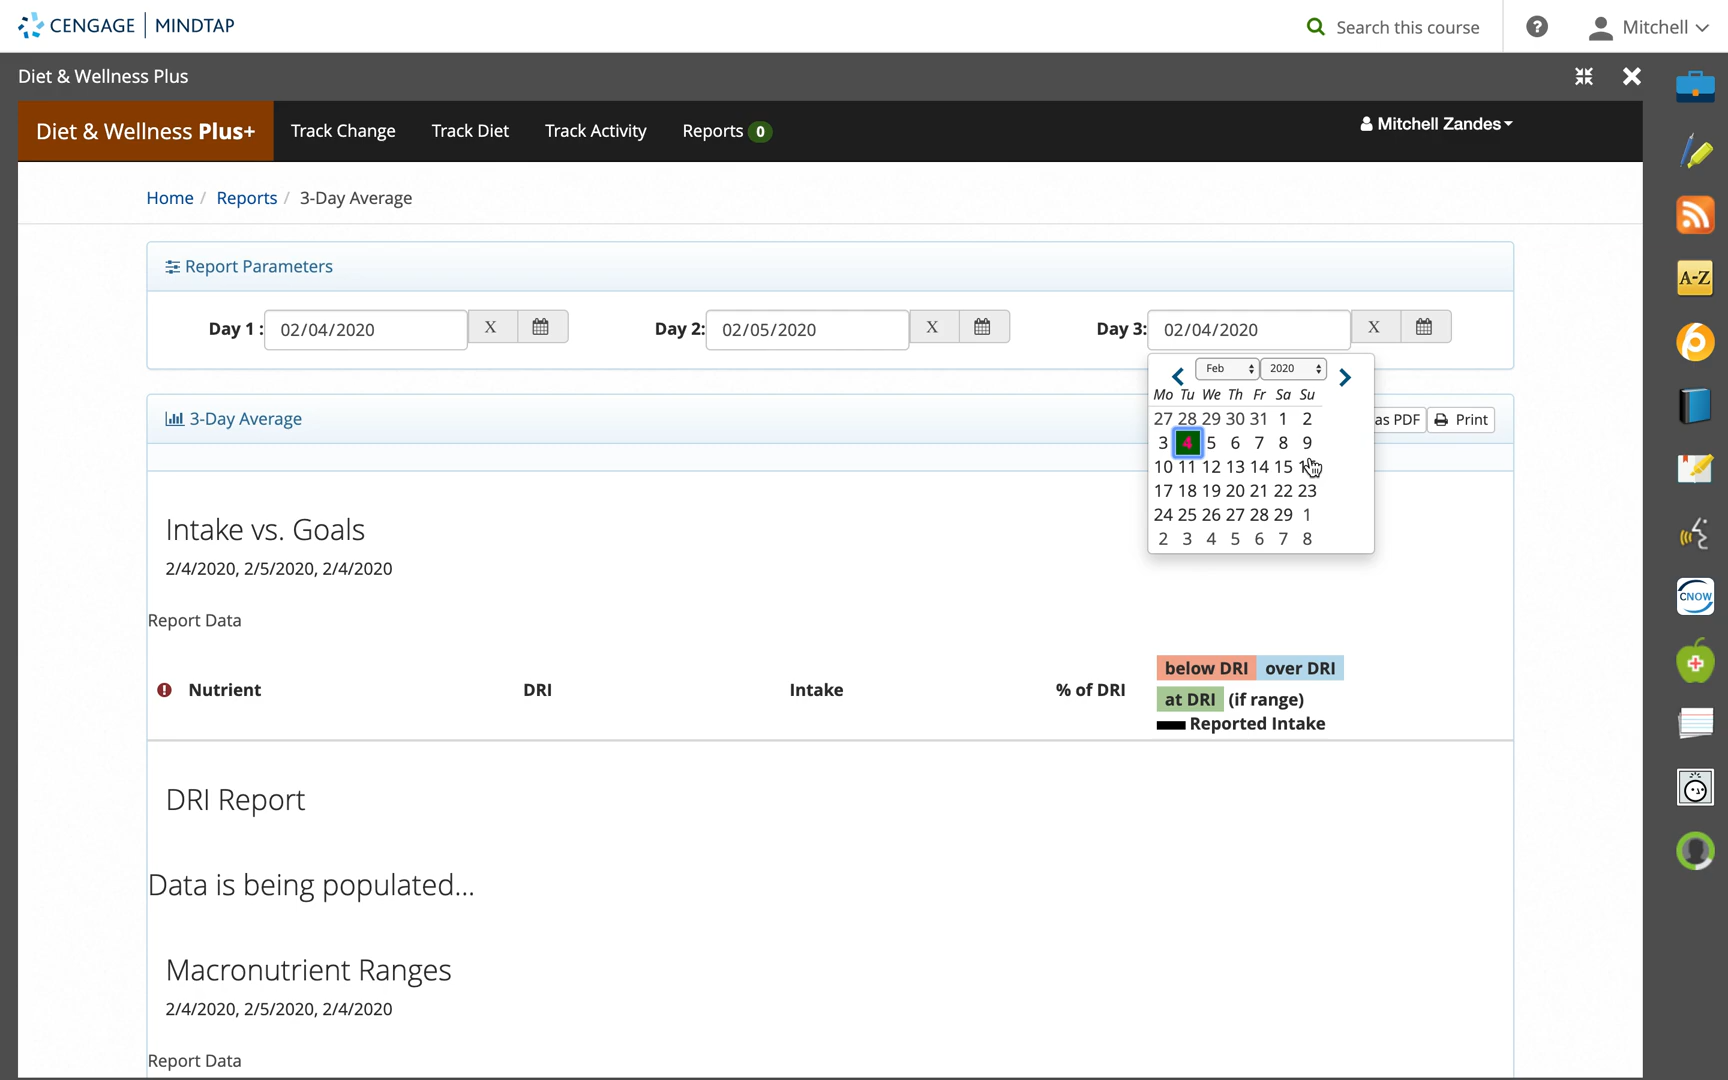 CENGAGE | MINDTAP
Search this course
Mitchell
Diet & Wellness Plus
Diet & Wellness Plus+
Track Change
Track Diet
Track Activity
Reports 0
Mitchell Zandes
Home / Reports / 3-Day Average
Report Parameters
Day 1 : 02/04/2020 X
Day 2: 02/05/2020 X
Day 3: 02/04/2020 X
Feb 2020
Mo Tu We Th Fr Sa Su
27 28 29 30 31 1 2
3 4 5 6 7 8 9
10 11 12 13 14 15
17 18 19 20 21 22 23
24 25 26 27 28 29 1
2 3 4 5 6 7 8
3-Day Average
as PDF
Print
Intake vs. Goals
2/4/2020, 2/5/2020, 2/4/2020
Report Data
Nutrient DRI Intake % of DRI
below DRI over DRI
at DRI (if range)
Reported Intake
DRI Report
Data is being populated...
Macronutrient Ranges
2/4/2020, 2/5/2020, 2/4/2020
Report Data
A-Z
CNOW